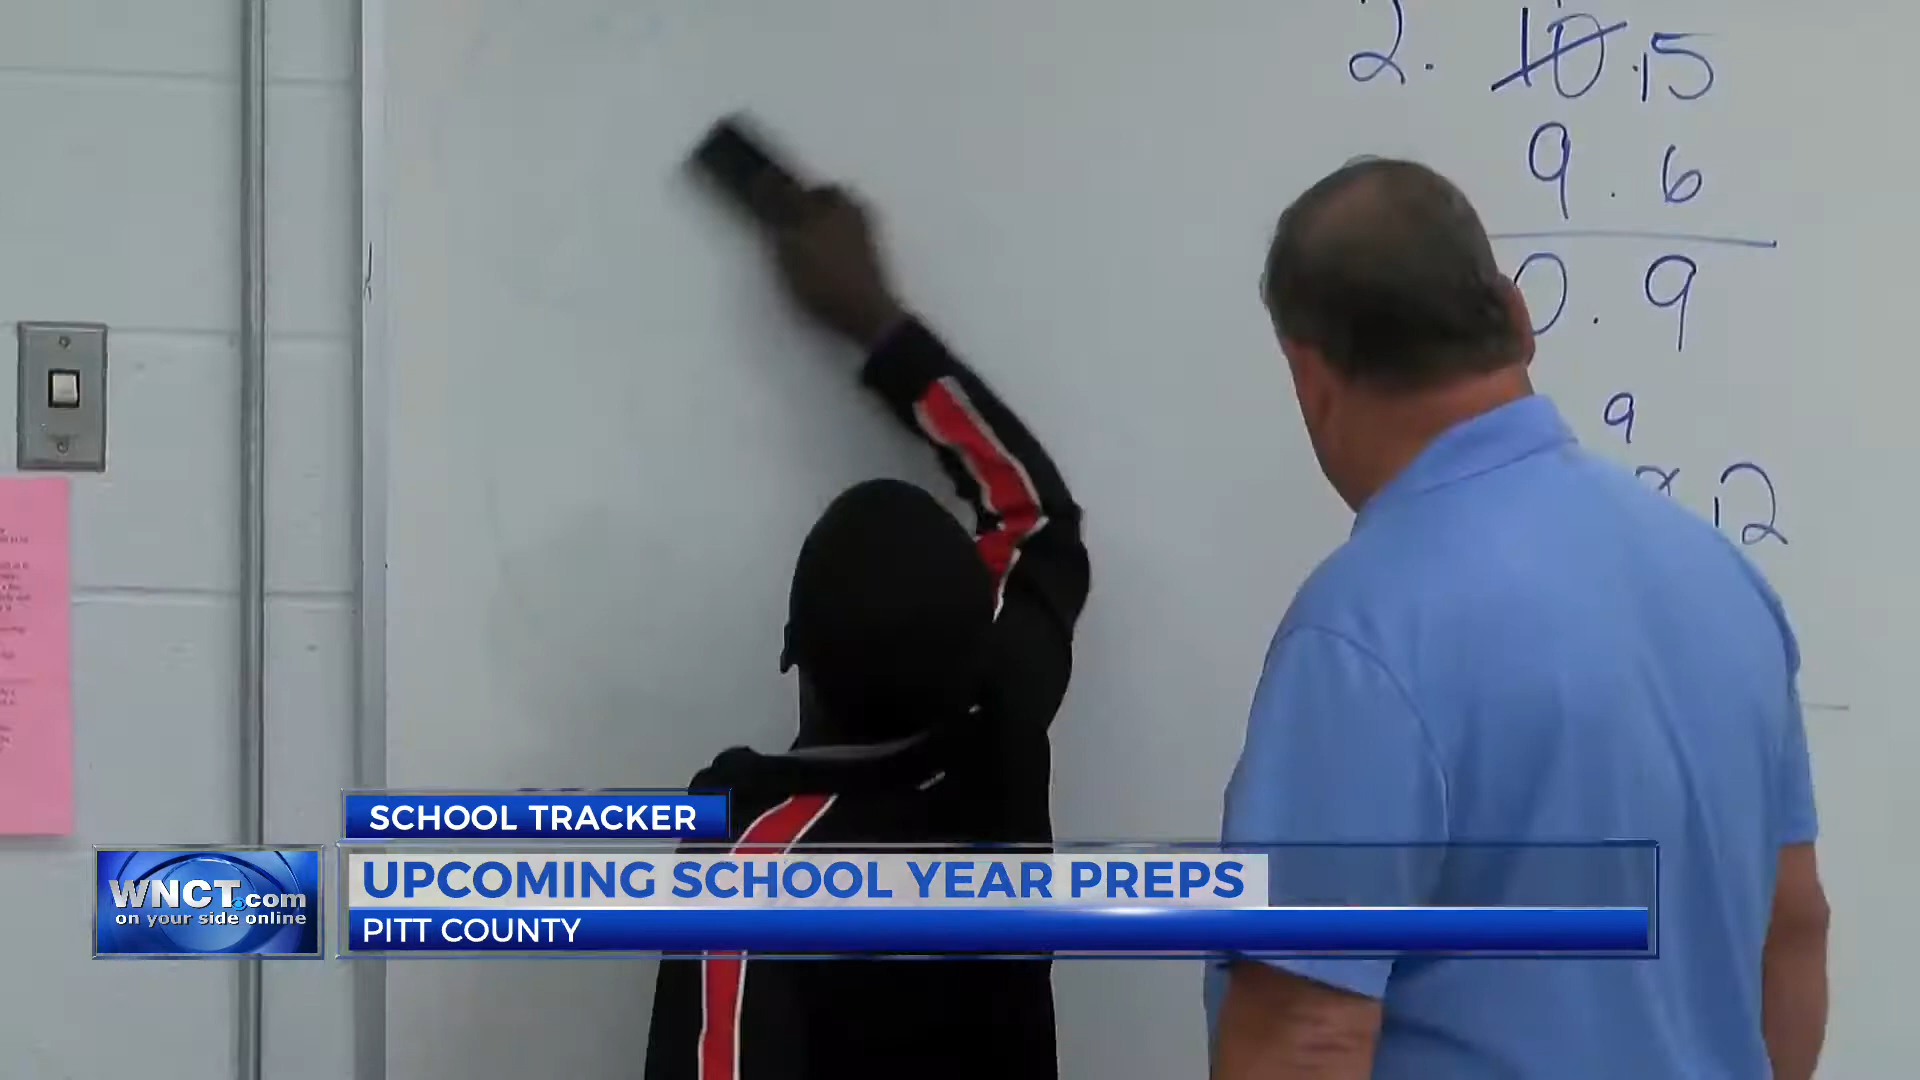 2. 10 .15
9 . 6
0 . 9
9
12
SCHOOL TRACKER
UPCOMING SCHOOL YEAR PREPS
PITT COUNTY
WNCT.com
on your side online